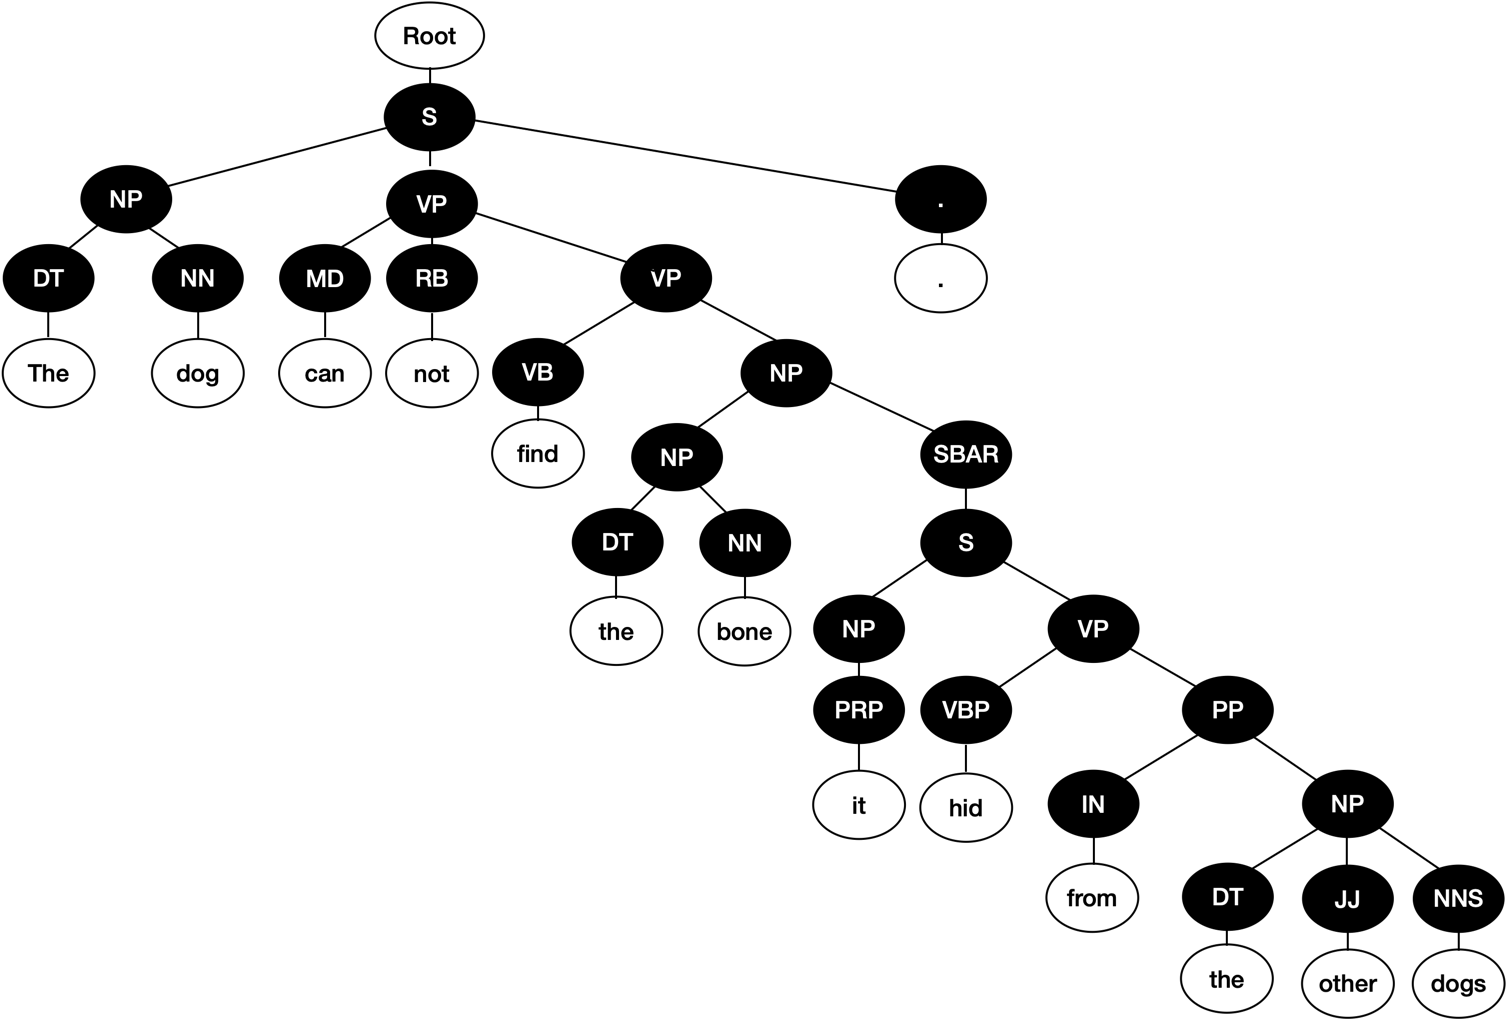 Root
S
NP VP .
DT NN MD RB VP .
The dog can not VB NP
find NP SBAR
DT NN S
the bone NP VP
PRP VBP PP
it hid IN NP
from DT JJ NNS
the other dogs